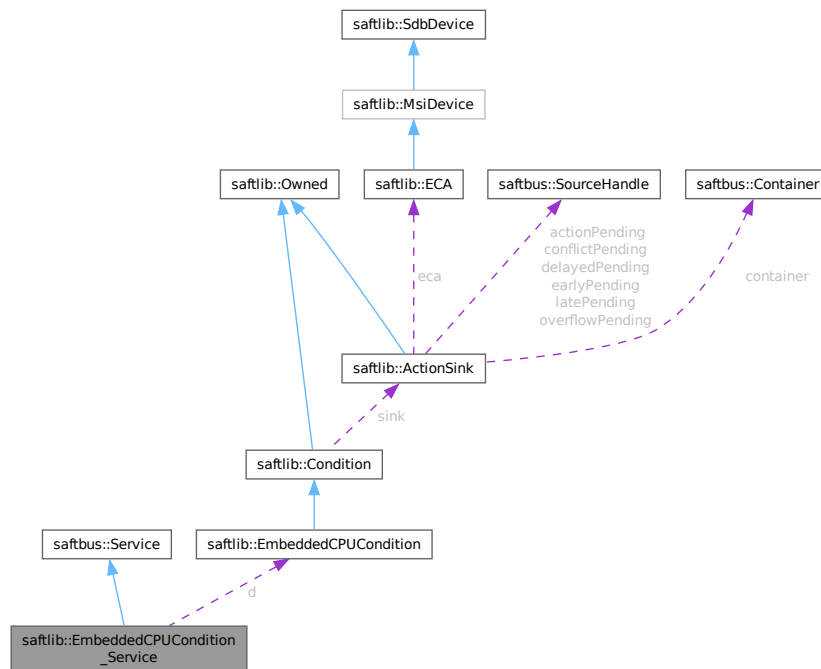 saftlib::SdbDevice
saftlib::MsiDevice
saftlib::Owned
saftlib::ECA
saftbus::SourceHandle
saftbus::Container
actionPending
conflictPending
delayedPending
earlyPending
latePending
overflowPending
eca
container
saftlib::ActionSink
sink
saftlib::Condition
saftbus::Service
saftlib::EmbeddedCPUCondition
d
saftlib::EmbeddedCPUCondition
_Service